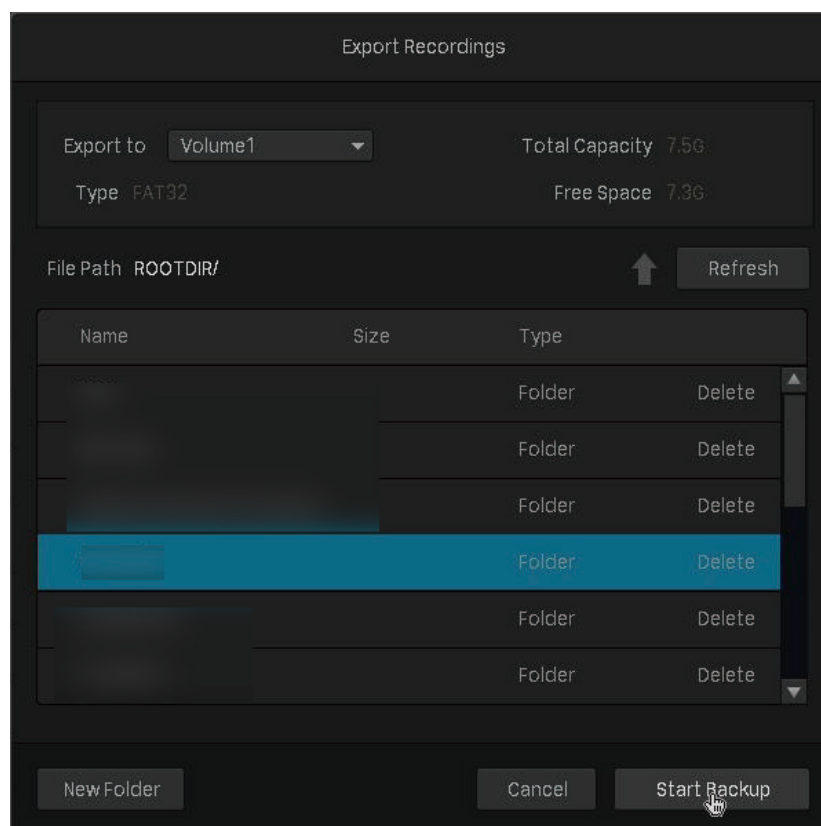 Export Recordings
Export to Volume1 Total Capacity 7.5G
Type FAT32 Free Space 7.3G
File Path ROOTDIR/ Refresh
Name Size Type
Folder Delete
Folder Delete
Folder Delete
Folder Delete
Folder Delete
Folder Delete
New Folder Cancel Start Backup